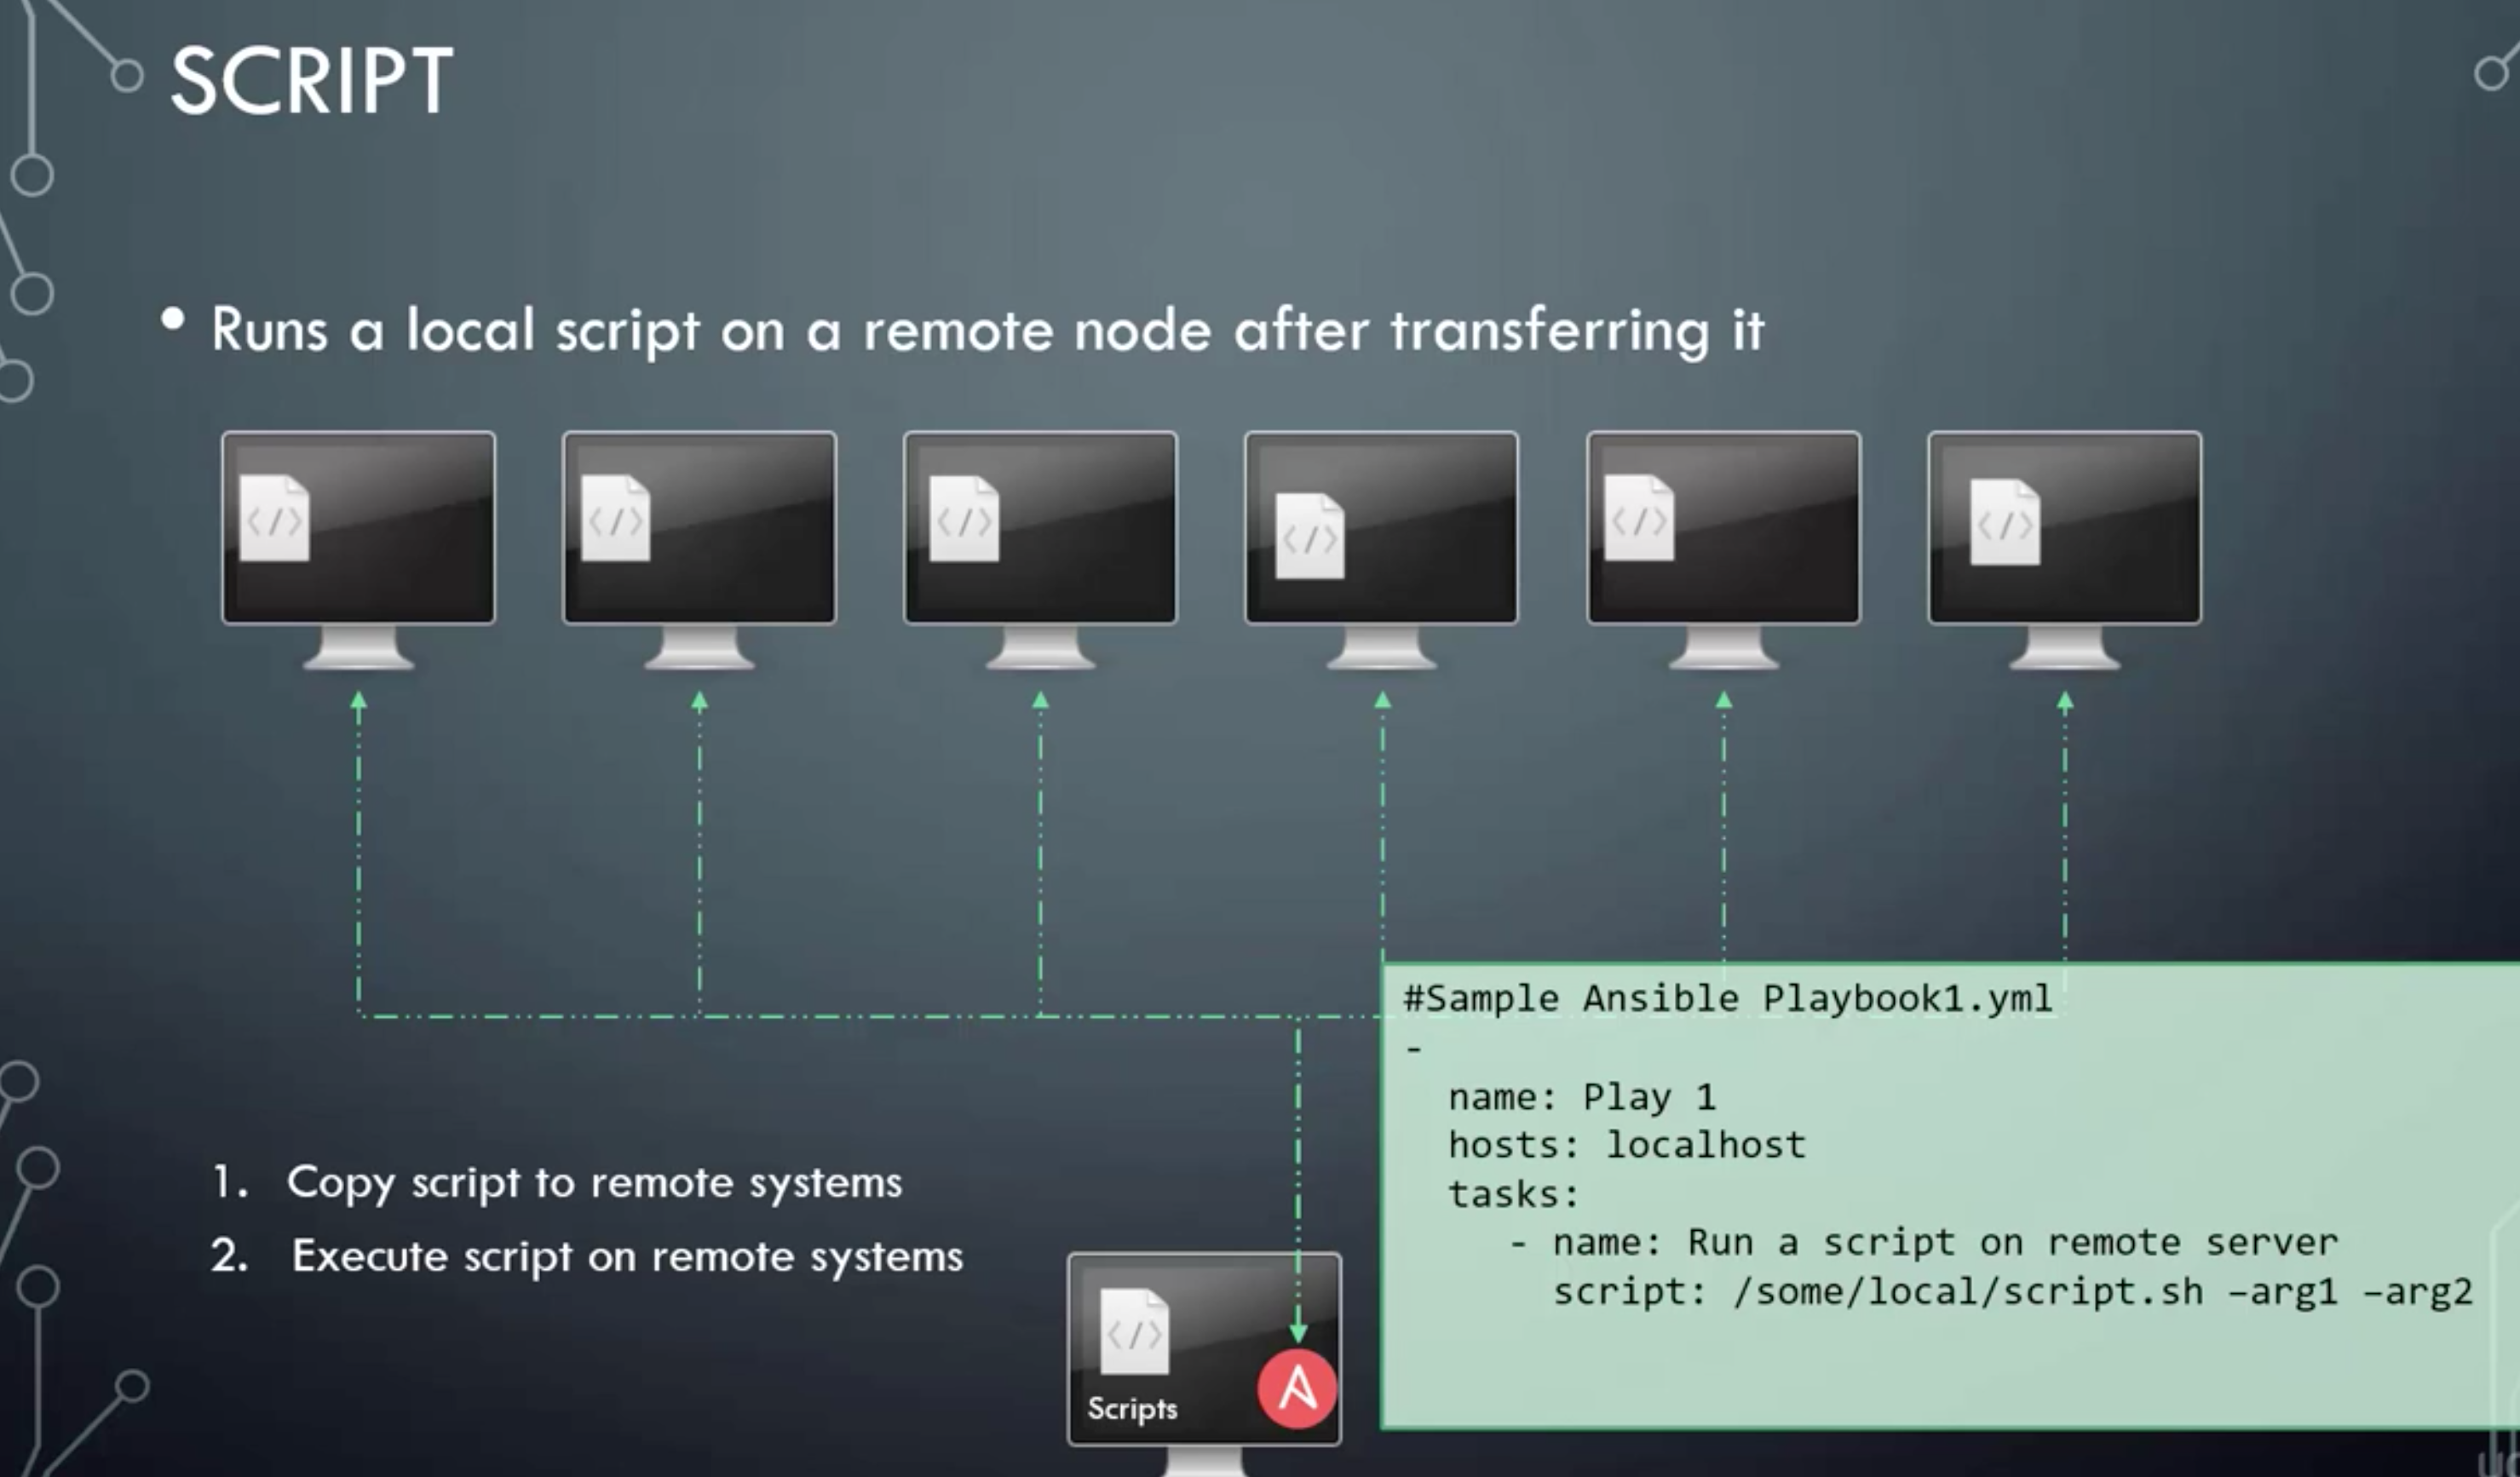 SCRIPT
• Runs a local script on a remote node after transferring it
</>
</>
</>
</>
</>
</>
1. Copy script to remote systems
2. Execute script on remote systems
</>
Scripts
#Sample Ansible Playbook1.yml
-
name: Play 1
hosts: localhost
tasks:
- name: Run a script on remote server
script: /some/local/script.sh –arg1 –arg2